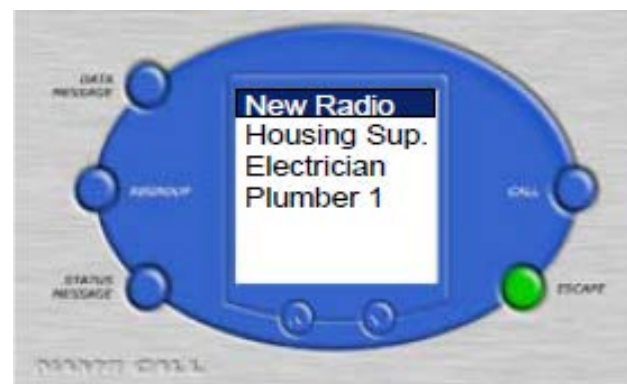 DATA
MESSAGE
New Radio
Housing Sup.
Electrician
Plumber 1
REGROUP
CALL
STATUS
MESSAGE
ESCAPE